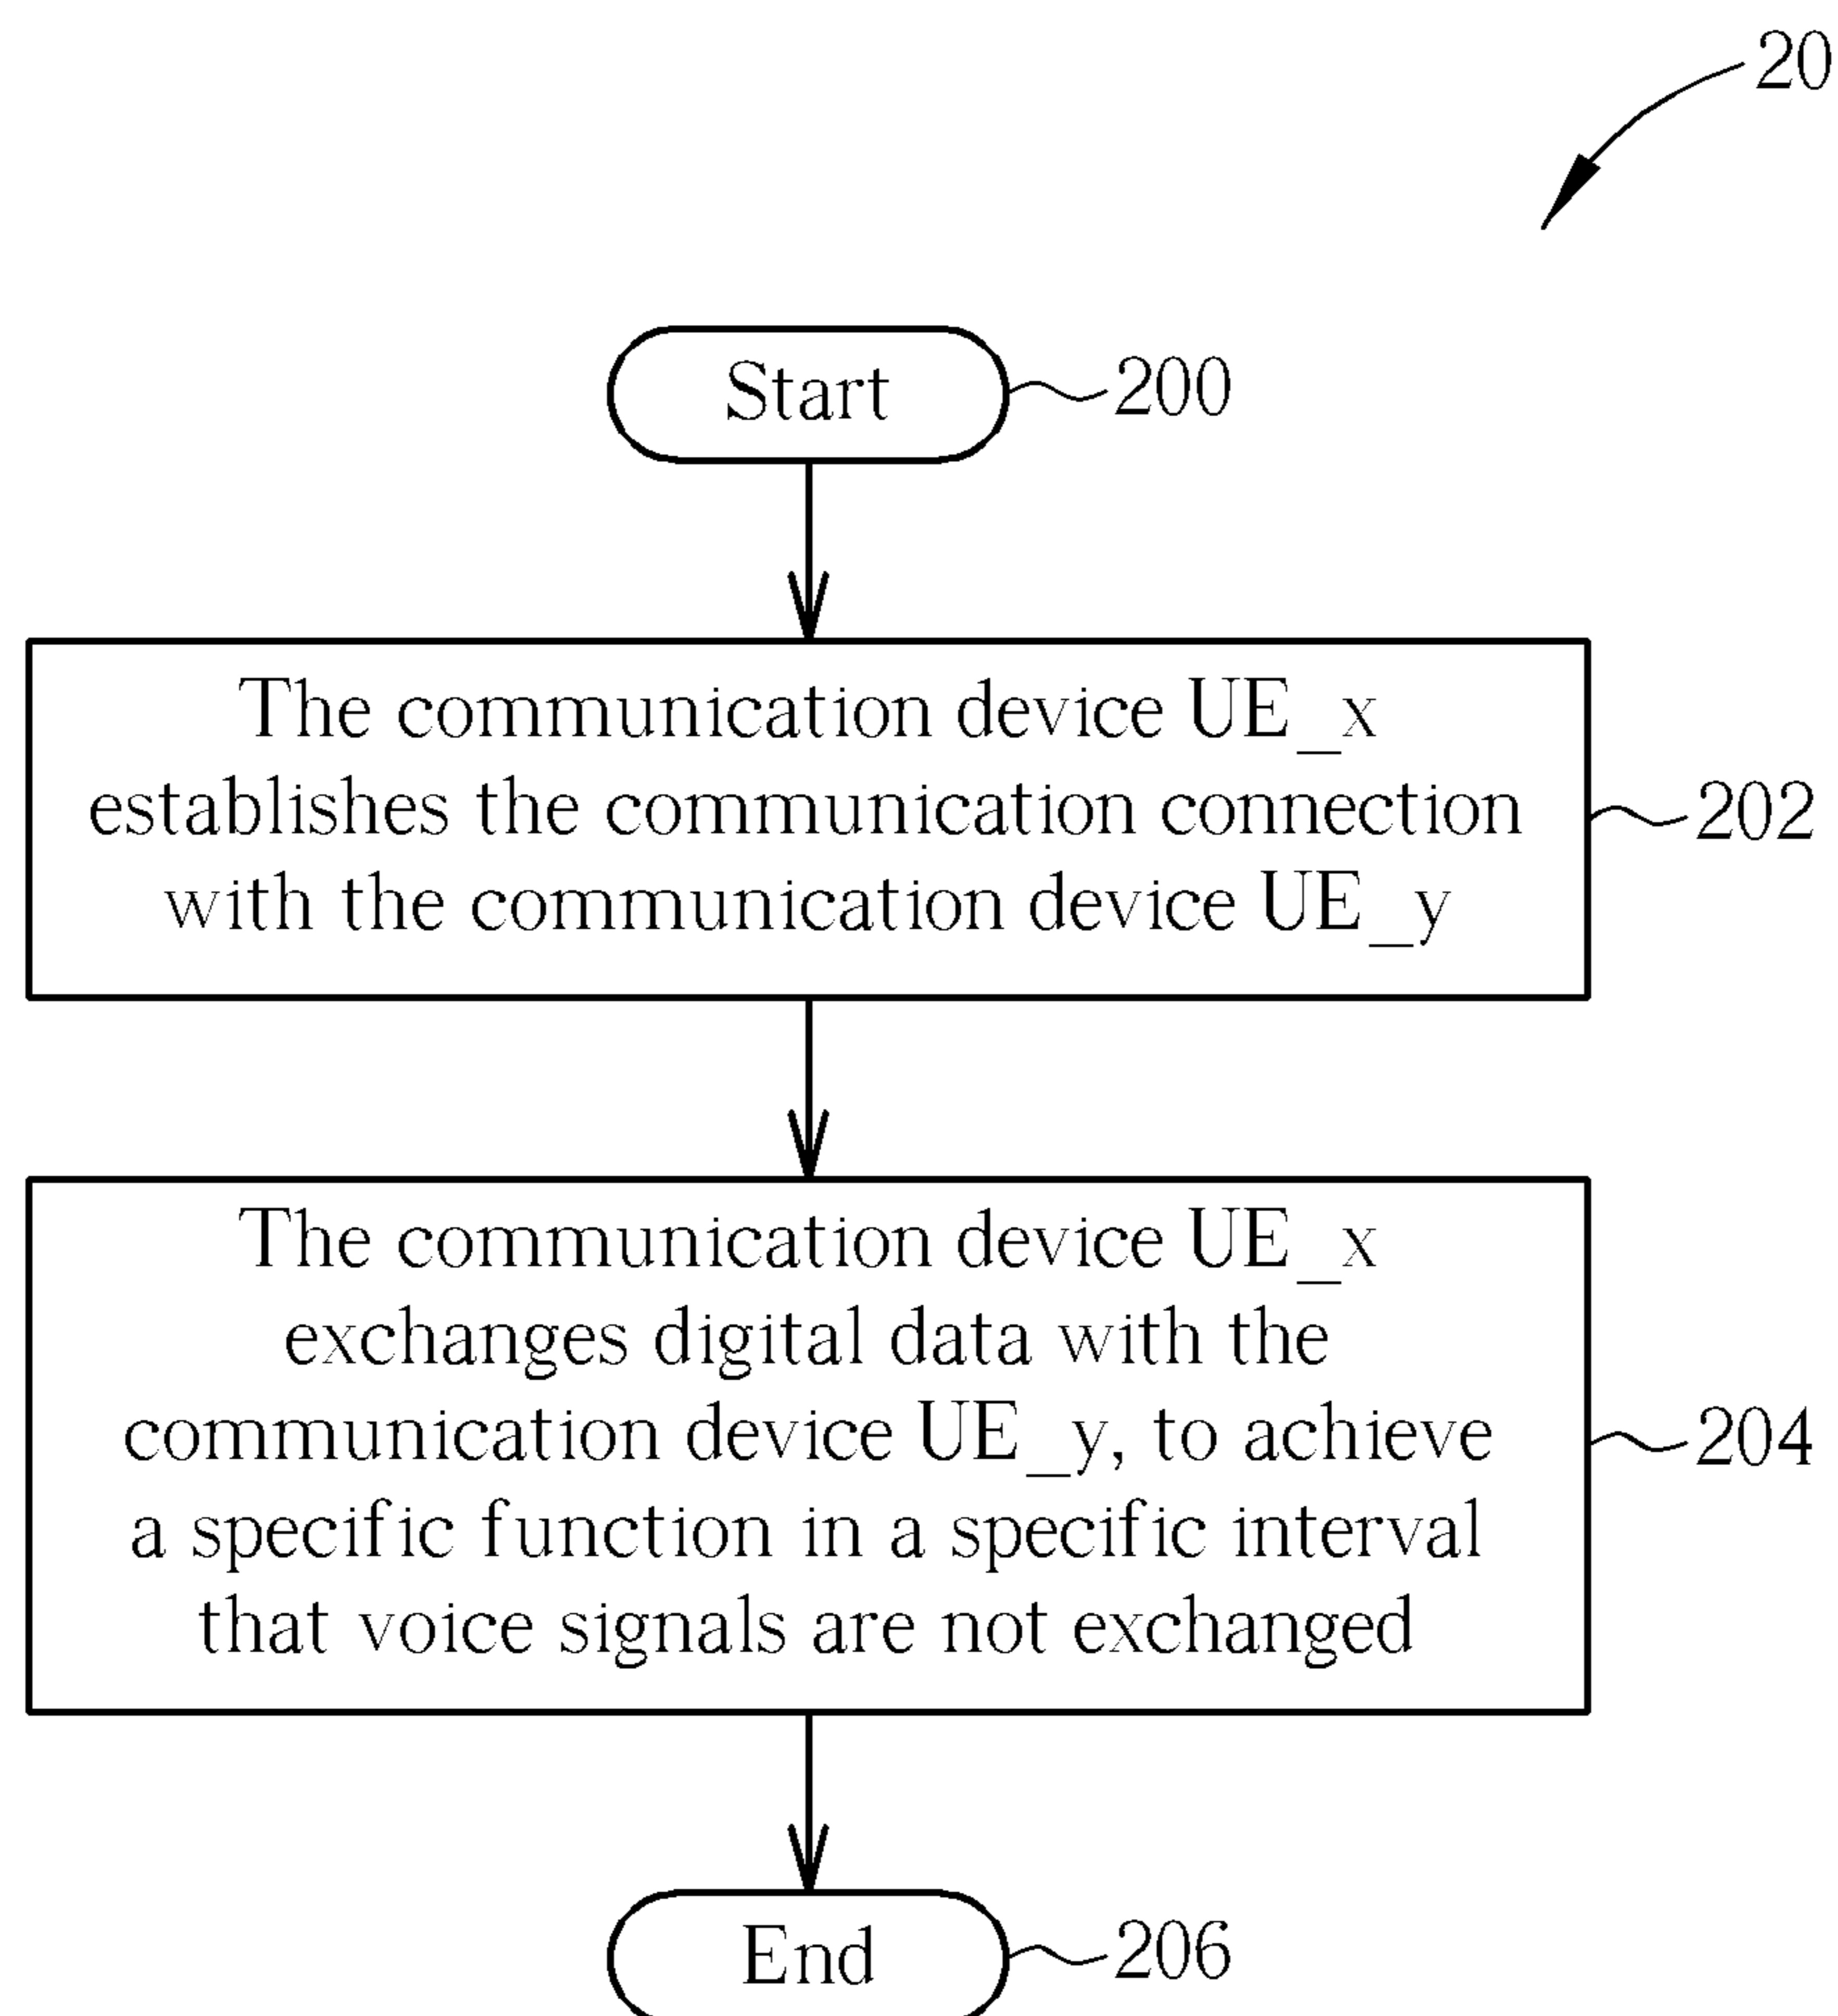 20
Start
200
The communication device UE_x
establishes the communication connection
with the communication device UE_y
202
The communication device UE_x
exchanges digital data with the
communication device UE_y, to achieve
a specific function in a specific interval
that voice signals are not exchanged
204
End
206